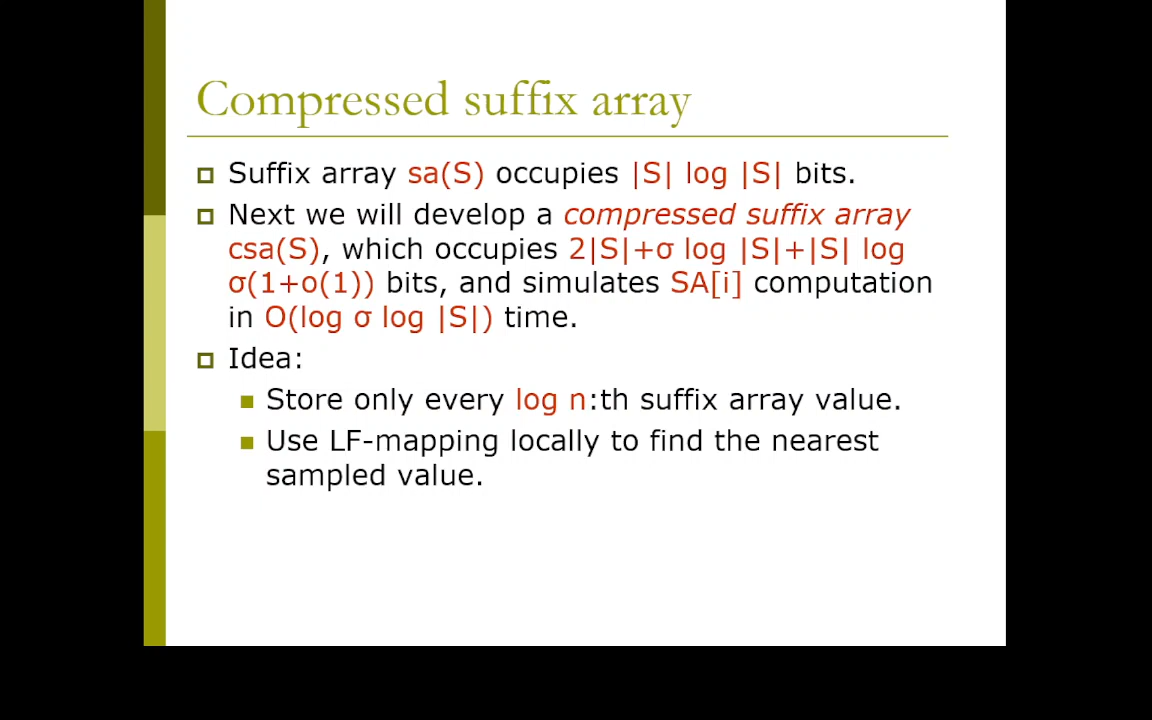 Compressed suffix array
Suffix array sa(S) occupies |S| log |S| bits.
Next we will develop a compressed suffix array
csa(S), which occupies 2|S|+σ log |S|+|S| log
σ(1+o(1)) bits, and simulates SA[i] computation
in O(log σ log |S|) time.
Idea:
Store only every log n:th suffix array value.
Use LF-mapping locally to find the nearest
sampled value.